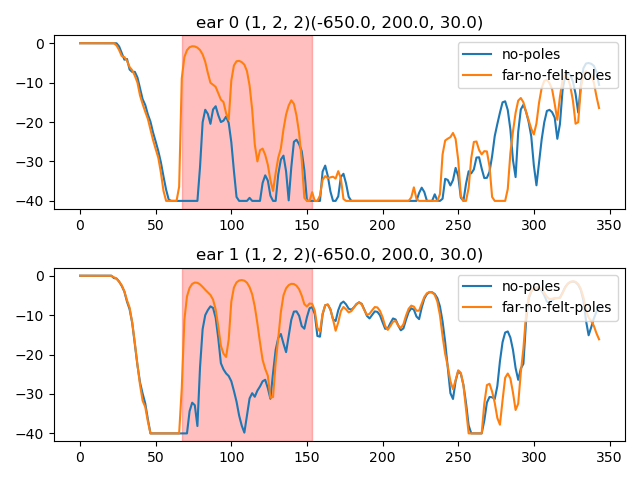 ear 0 (1, 2, 2)(-650.0, 200.0, 30.0)
0
−10
−20
−30
−40
no-poles
far-no-felt-poles
0 50 100 150 200 250 300 350
ear 1 (1, 2, 2)(-650.0, 200.0, 30.0)
0
−10
−20
−30
−40
no-poles
far-no-felt-poles
0 50 100 150 200 250 300 350